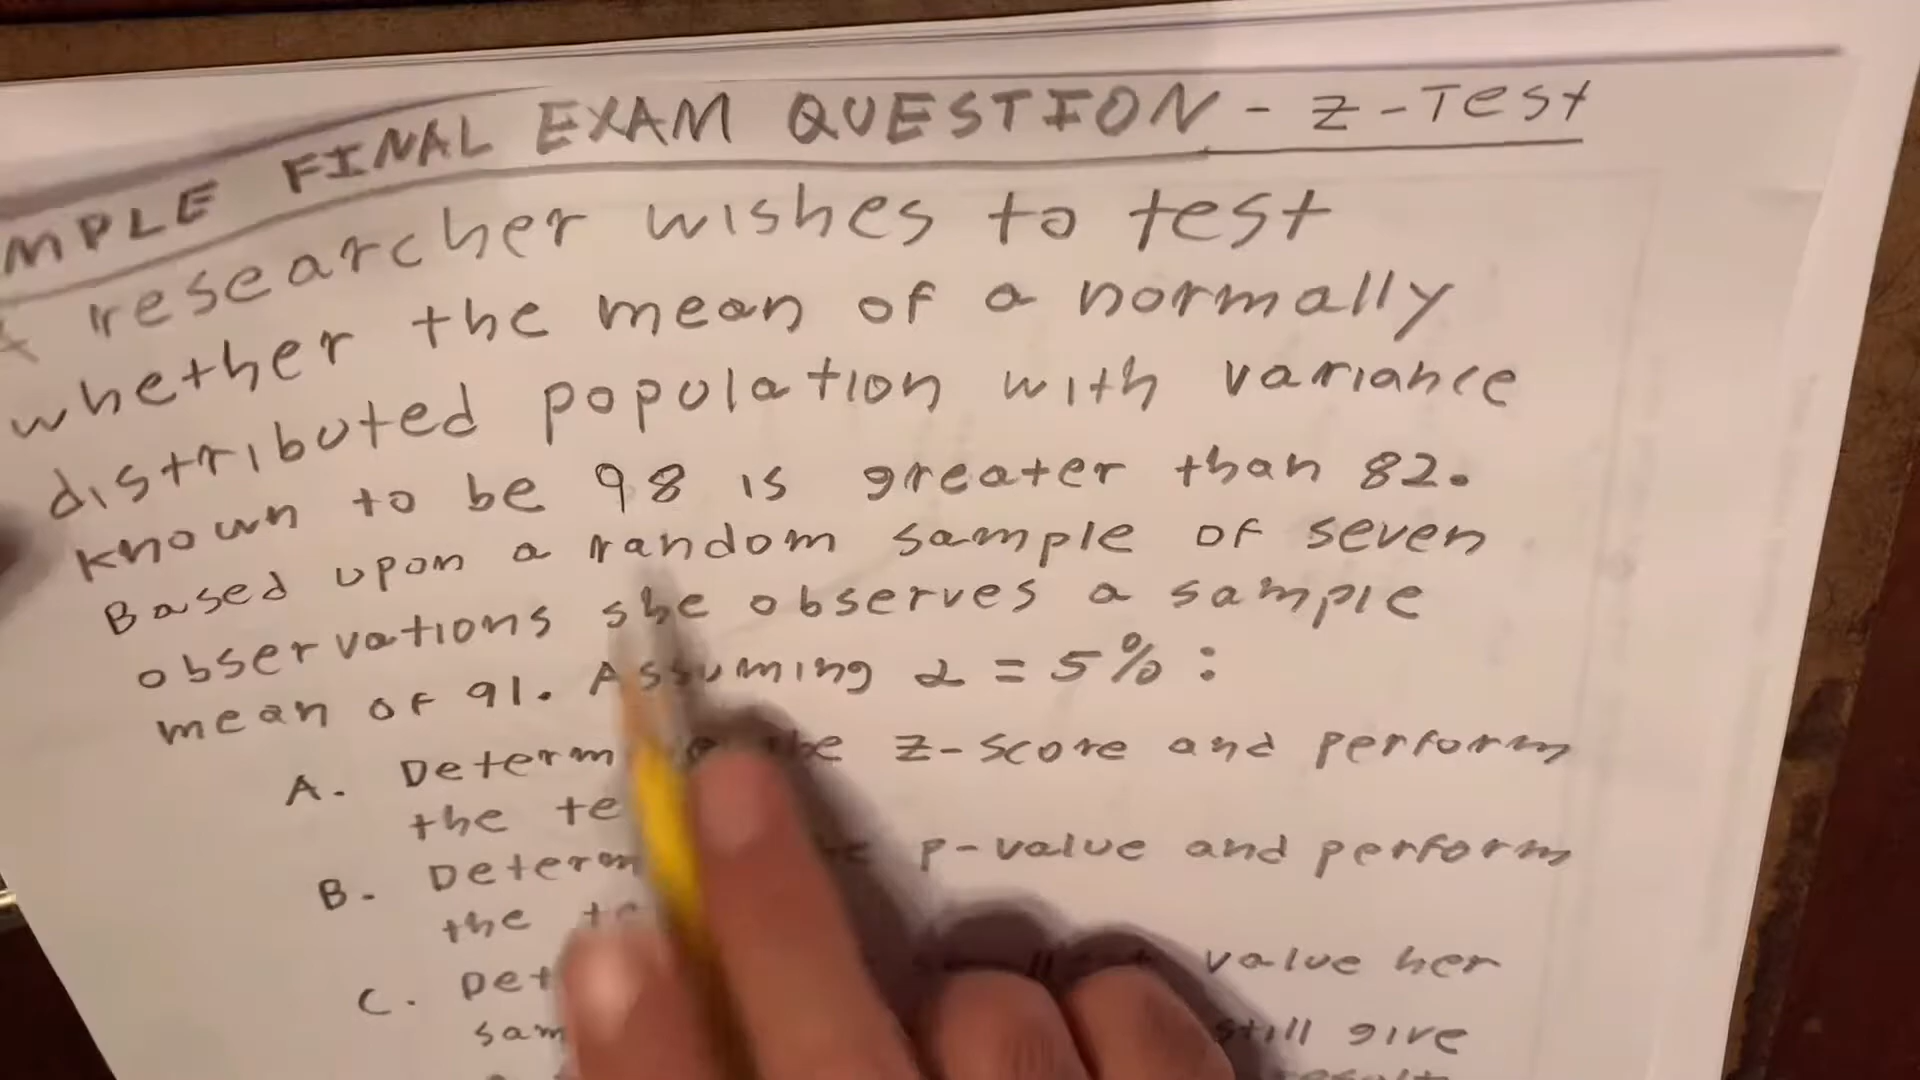 MPLE FINAL EXAM QUESTION - Z-Test
researcher wishes to test
whether the mean of a normally
distributed population with variance
known to be 98 is greater than 82.
Based upon a random sample of seven
observations she observes a sample
mean of 91. Assuming α = 5% :
A. Determ the z-score and perform
the te
B. Determ p-value and perform
the te
C. Det value her
sam still give